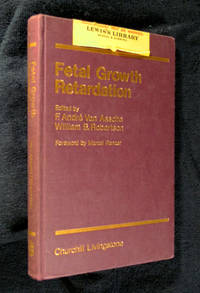 LEWIS'S LIBRARY
Fetal Growth
Retardation
Edited by
F. André Van Assche
William B. Robertson
Foreword by Marcel Renaer
Churchill Livingstone
Fetal Growth